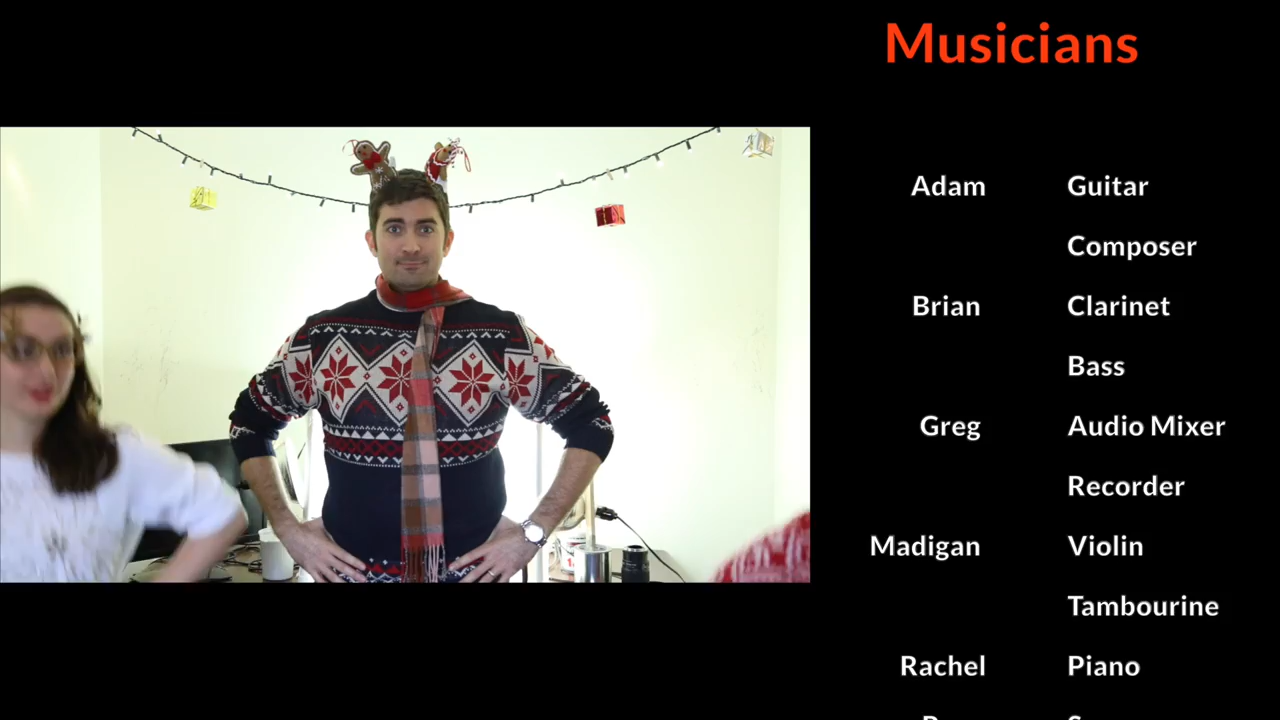 Musicians
Adam Guitar
Composer
Brian Clarinet
Bass
Greg Audio Mixer
Recorder
Madigan Violin
Tambourine
Rachel Piano